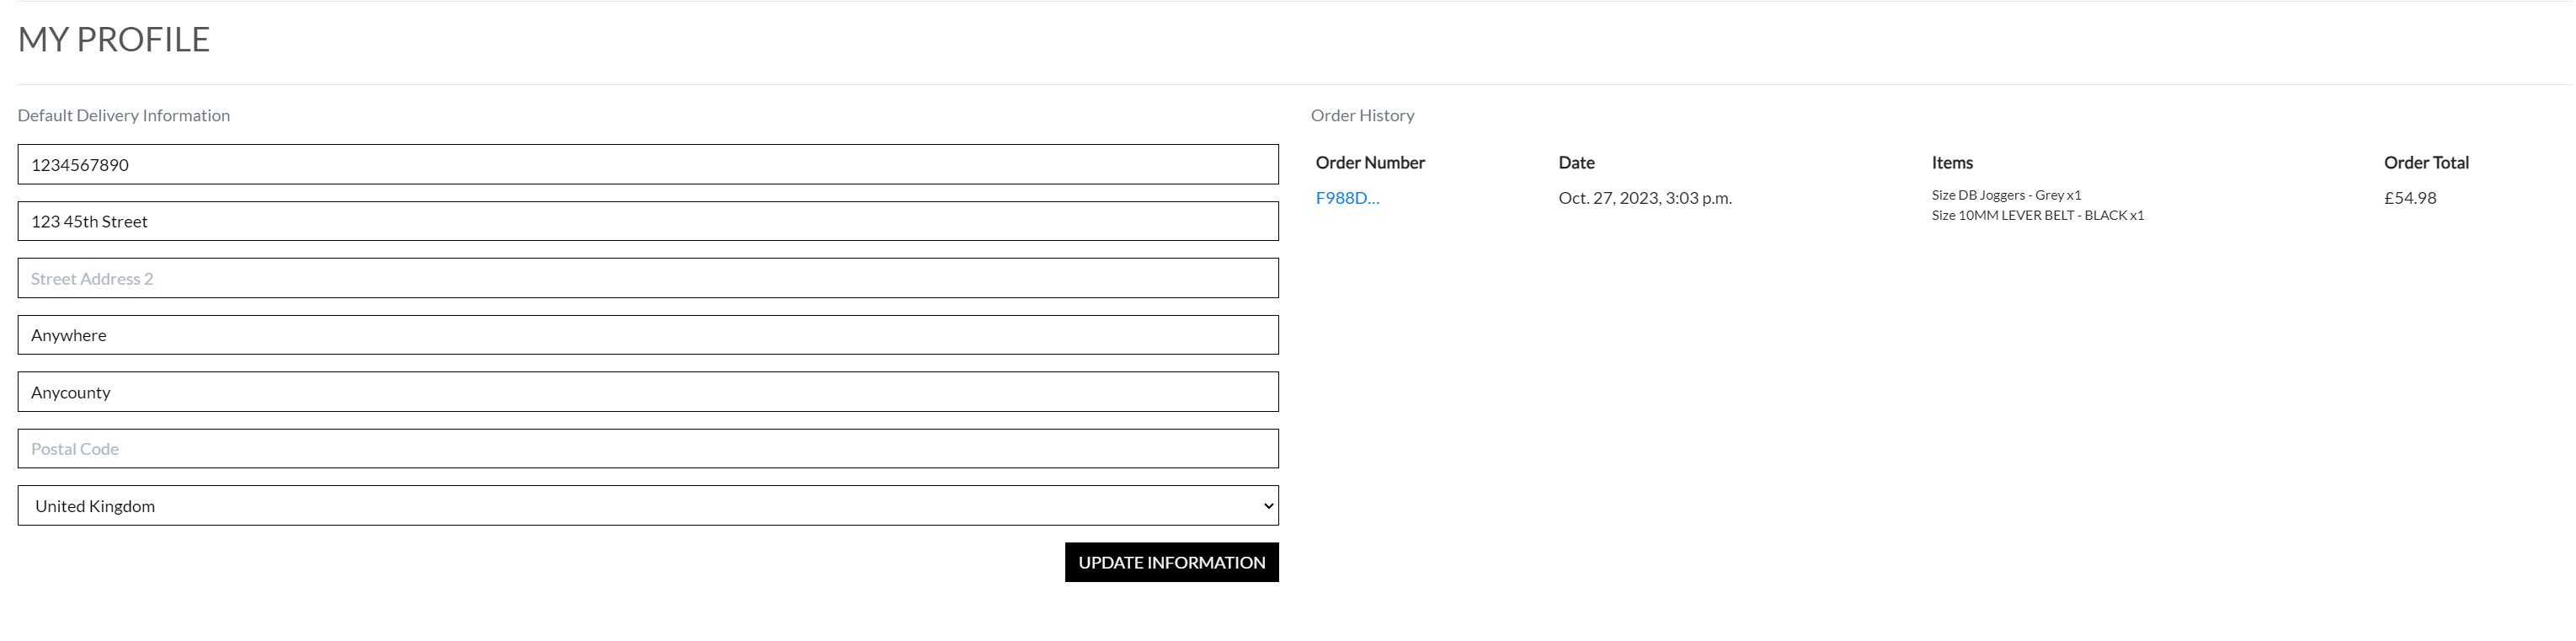 MY PROFILE
Default Delivery Information
1234567890
123 45th Street
Street Address 2
Anywhere
Anycounty
Postal Code
United Kingdom
UPDATE INFORMATION
Order History
Order Number Date Items Order Total
F988D... Oct. 27, 2023, 3:03 p.m. Size DB Joggers - Grey x1 £54.98
Size 10MM LEVER BELT - BLACK x1